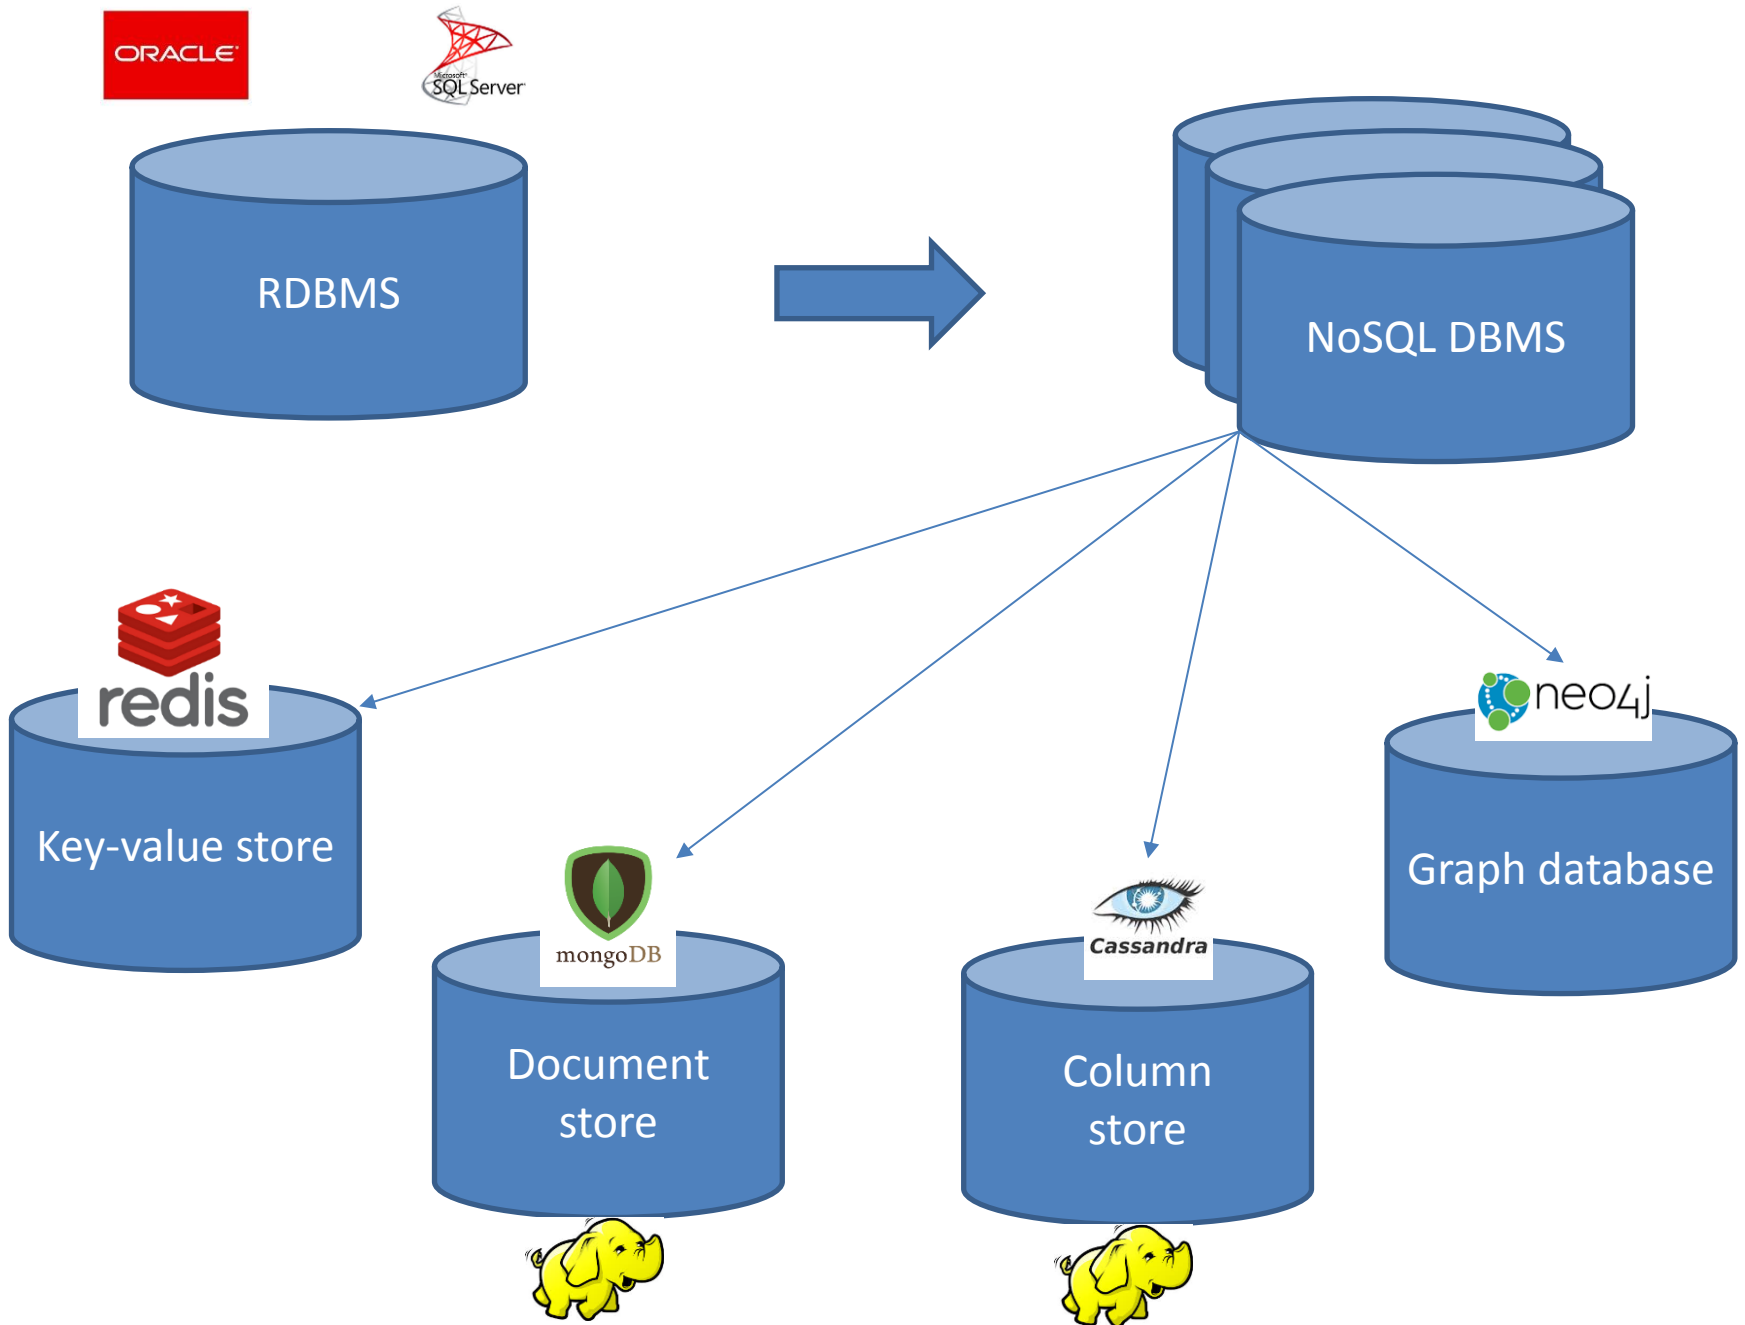 ORACLE
Microsoft
SQL Server
RDBMS
NoSQL DBMS
redis
neo4j
Key-value store
mongoDB
Cassandra
Graph database
Document
store
Column
store